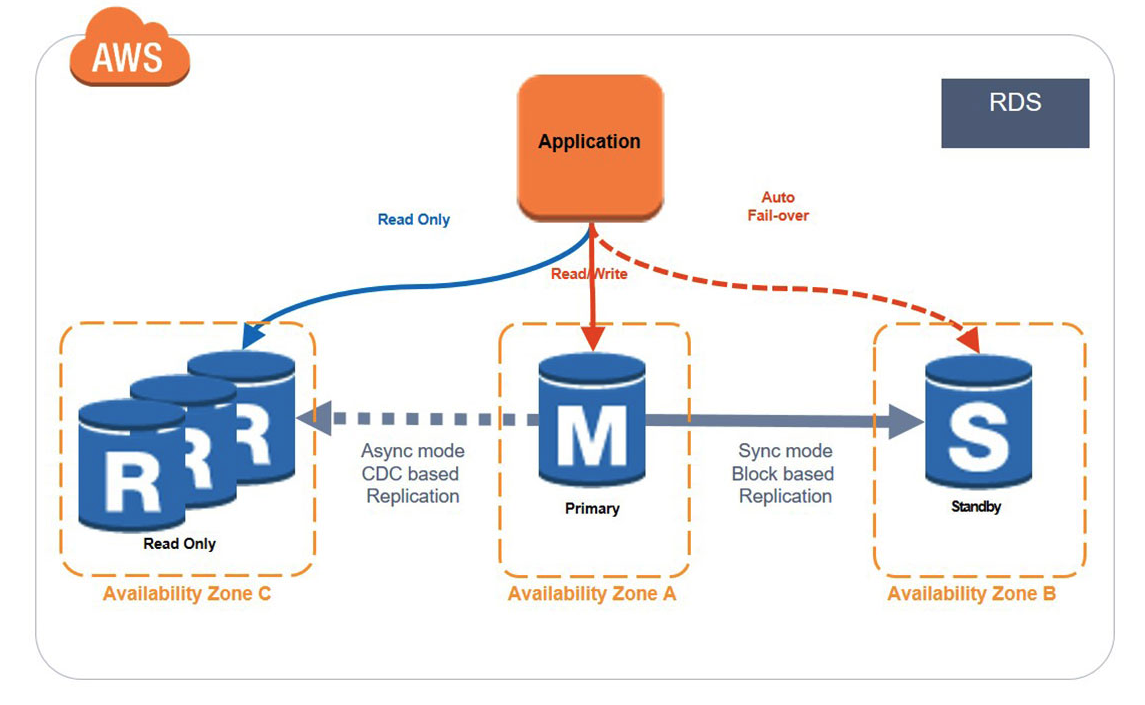 AWS
RDS
Application
Auto
Fail-over
Read Only
Read/Write
R
R
R
M
S
Async mode
CDC based
Replication
Sync mode
Block based
Replication
Read Only
Primary
Standby
Availability Zone C
Availability Zone A
Availability Zone B